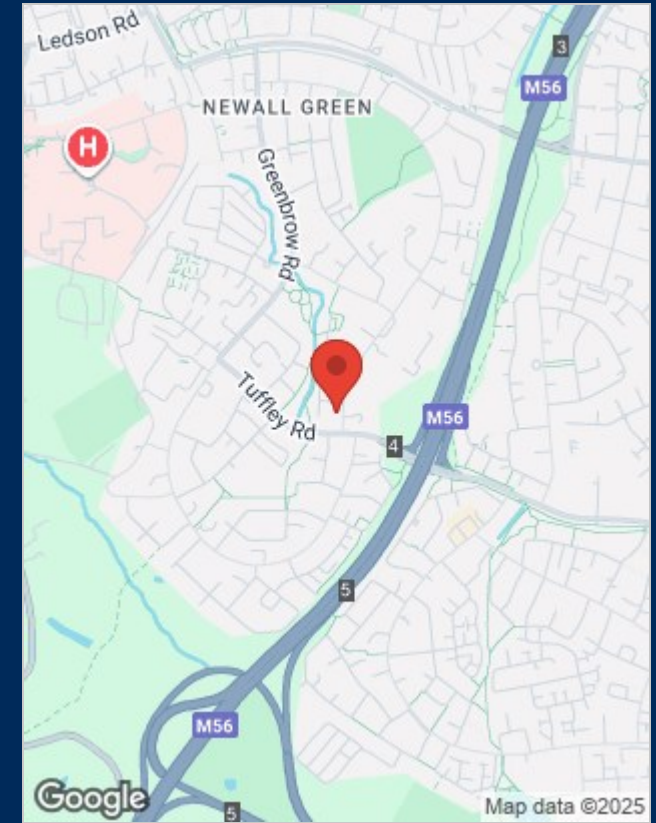 Ledson Rd
3
M56
NEWALL GREEN
H
Greenbrow Rd
Tuffley Rd
M56
4
5
M56
5
Google
Map data ©2025